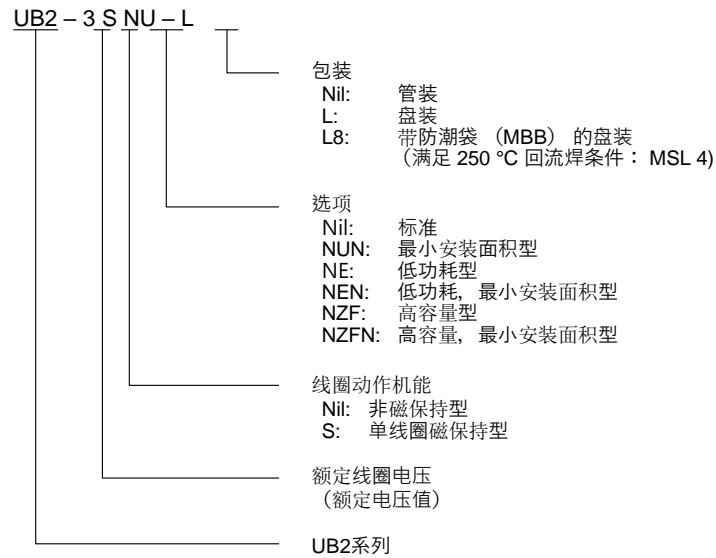 UB2 – 3 S NU – L
包装
Nil: 管装
L: 盘装
L8: 带防潮袋 （MBB） 的盘装
（满足 250 °C 回流焊条件： MSL 4)
选项
Nil: 标准
NUN: 最小安装面积型
NE: 低功耗型
NEN: 低功耗，最小安装面积型
NZF: 高容量型
NZFN: 高容量，最小安装面积型
线圈动作机能
Nil: 非磁保持型
S: 单线圈磁保持型
额定线圈电压
（额定电压值）
UB2系列